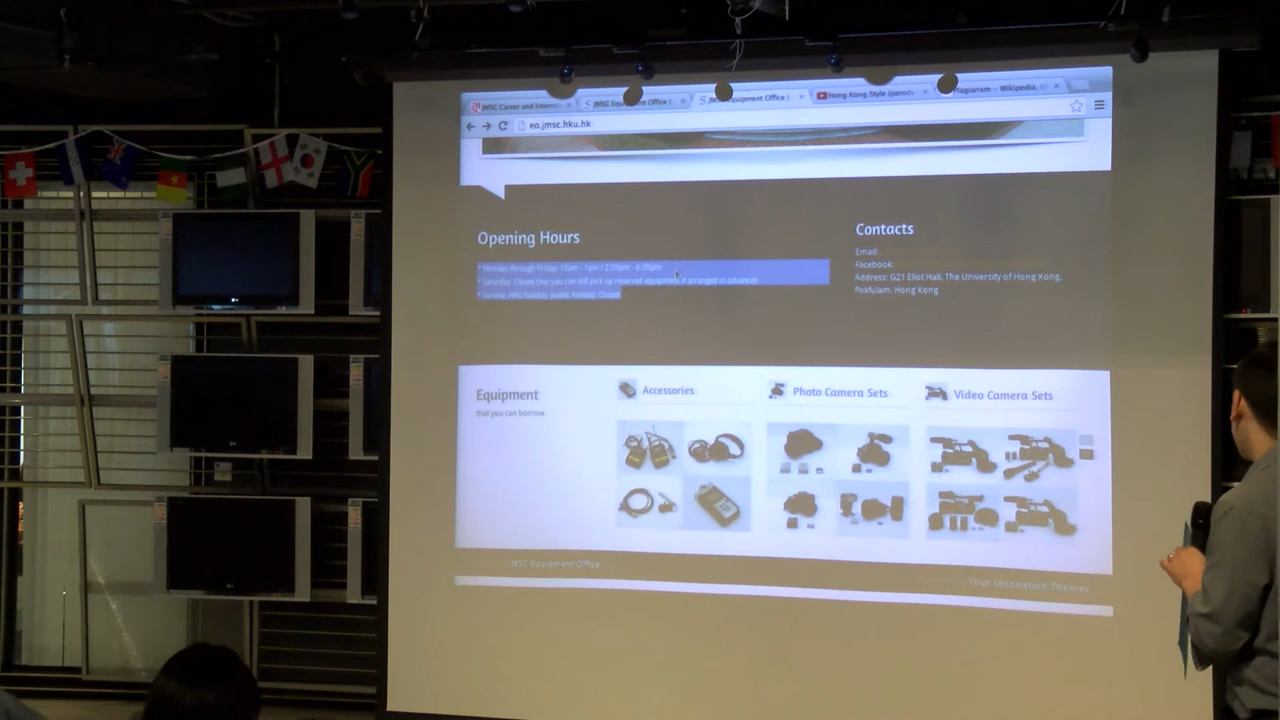 JMSC Career and Interns
JMSC Equipment Office |
JMSC Equipment Office |
Hong Kong Style (parody
Plagiarism - Wikipedia, t
eo.jmsc.hku.hk
Opening Hours
* Monday through Friday: 10am - 1pm / 2:30pm - 6:30pm
* Saturday: Closed (but you can still pick up reserved equipment if arranged in advance)
* Sunday, HKU holiday, public holiday: Closed
Contacts
Email:
Facebook:
Address: G21 Eliot Hall, The University of Hong Kong,
Pokfulam, Hong Kong
Equipment
that you can borrow
Accessories
Photo Camera Sets
Video Camera Sets
MSC Equipment Office
Your Inspiration Themes